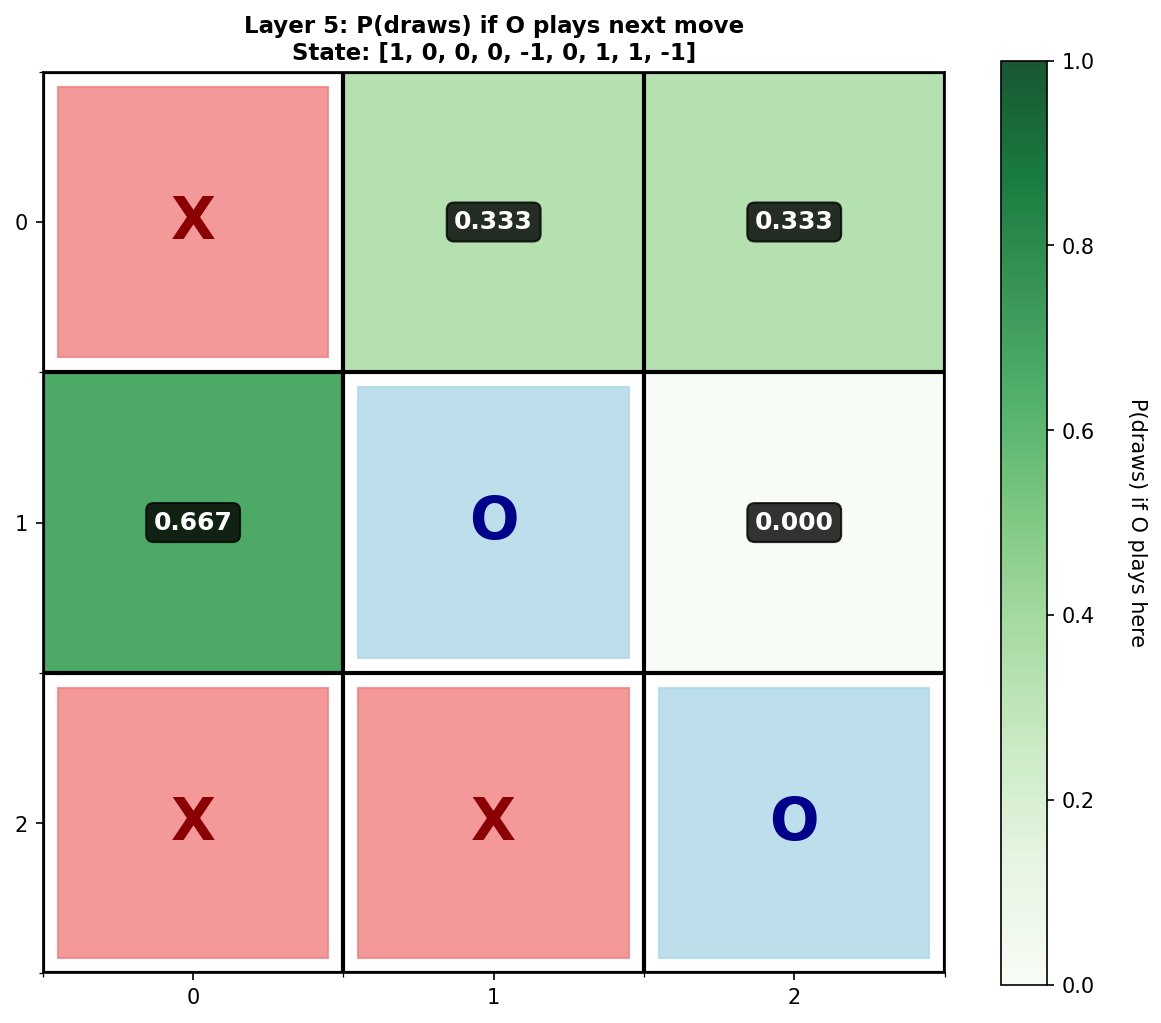 Layer 5: P(draws) if O plays next move
State: [1, 0, 0, 0, -1, 0, 1, 1, -1]
0
X
0.333
0.333
1
0.667
O
0.000
2
X
X
O
0
1
2
1.0
0.8
0.6
0.4
0.2
0.0
P(draws) if O plays here